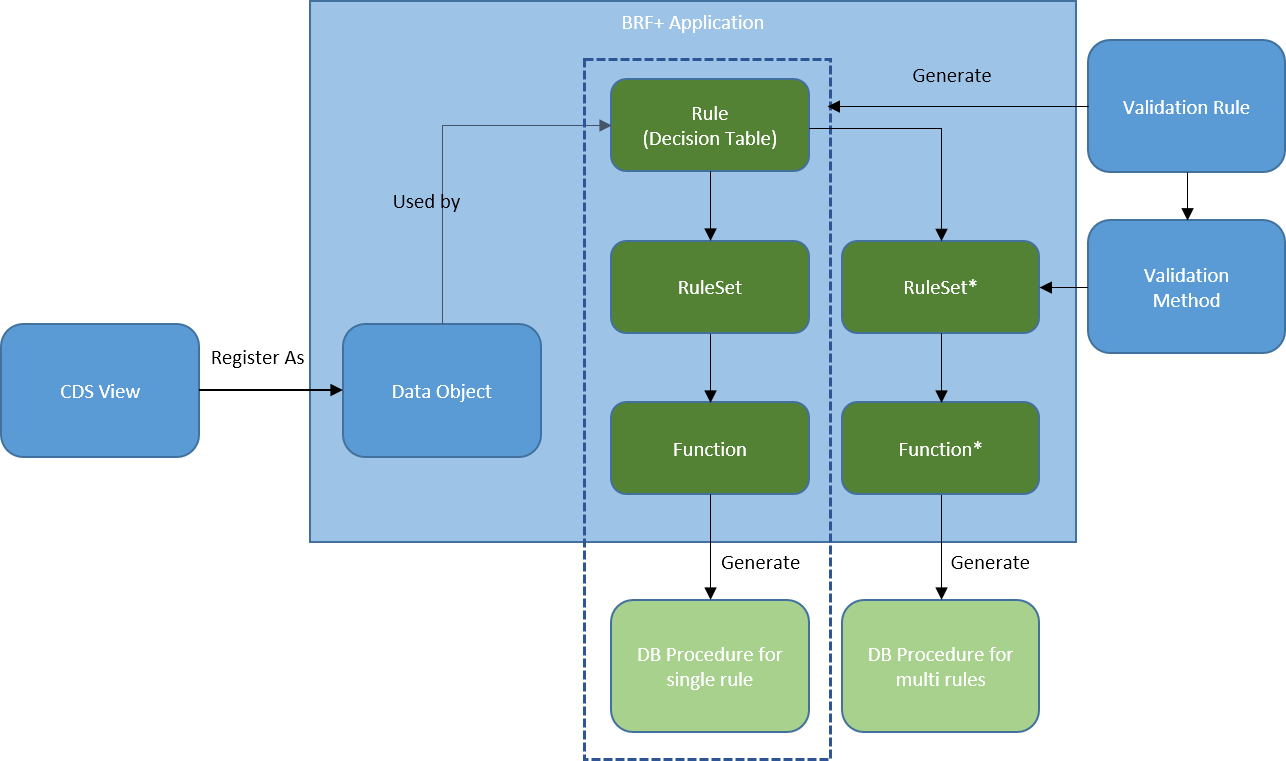 BRF+ Application
Generate
Validation Rule
Rule
(Decision Table)
Used by
RuleSet
RuleSet*
Validation
Method
Register As
CDS View
Data Object
Function
Function*
Generate
Generate
DB Procedure for
single rule
DB Procedure for
multi rules